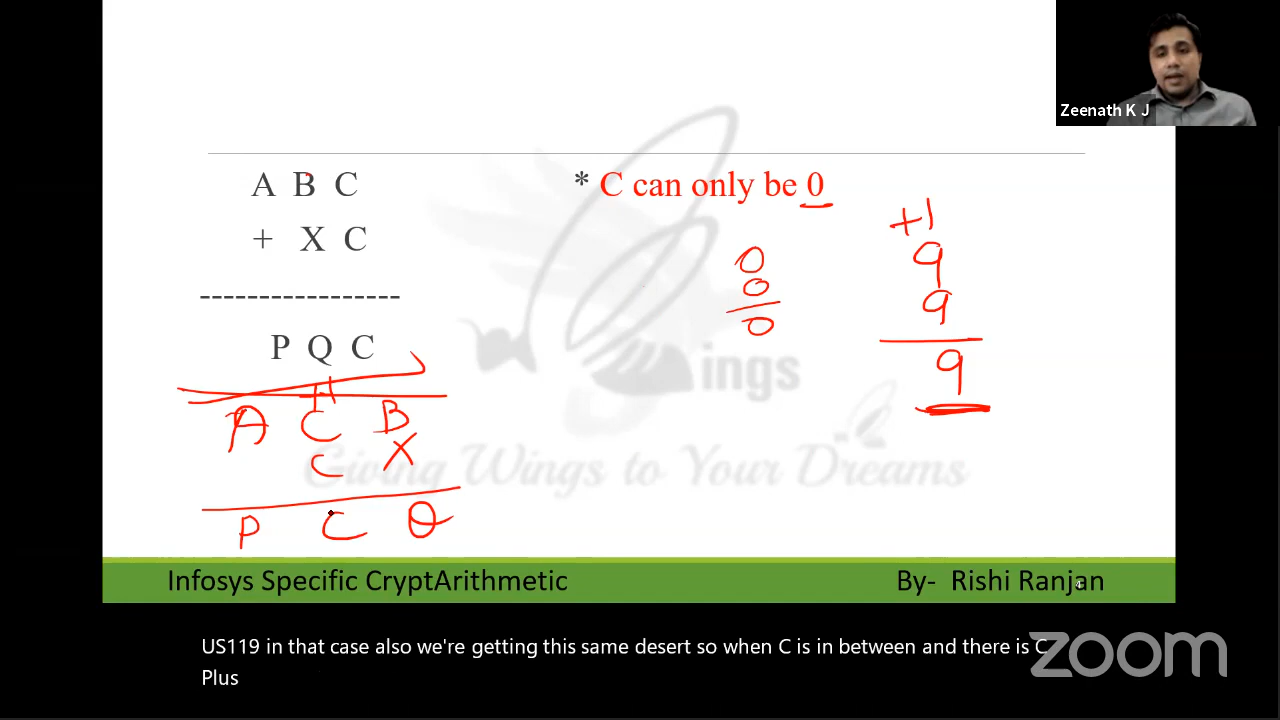 Zeenath K J
A B C
+ X C
-----------------
P Q C
* C can only be 0
0
0
0
+1
9
9
9
+1
A C B
C X
P C Q
wings
Giving Wings to Your Dreams
Infosys Specific CryptArithmetic
By- Rishi Ranjan
US119 in that case also we're getting this same desert so when C is in between and there is C
Plus
zoom